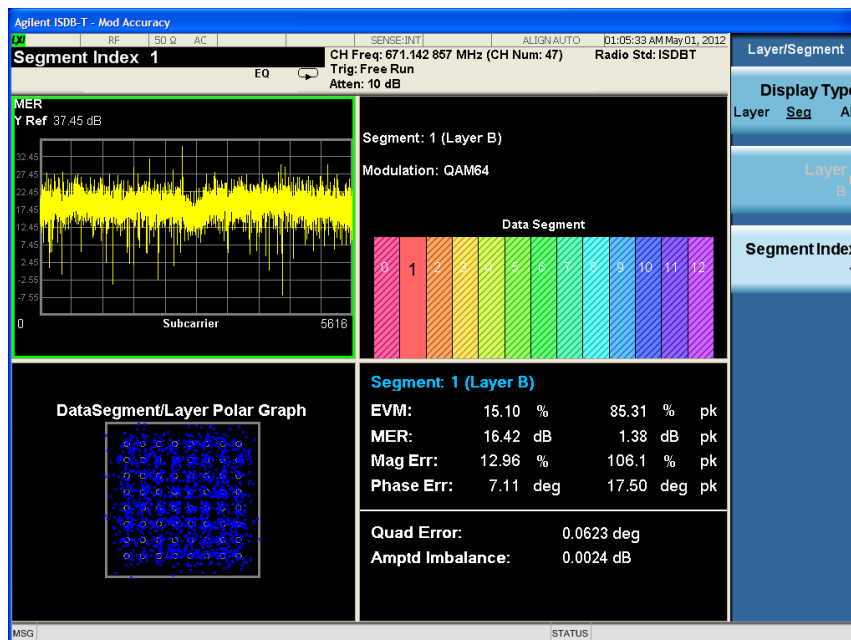 Agilent ISDB-T - Mod Accuracy
LXI RF 50 Ω AC SENSE:INT ALIGN AUTO 01:05:33 AM May 01, 2012
Segment Index 1
CH Freq: 671.142 857 MHz (CH Num: 47) Radio Std: ISDBT
EQ Trig: Free Run
Atten: 10 dB
Layer/Segment
Display Type
Layer Seg Al
Layer
B
Segment Index
MER
Y Ref 37.45 dB
32.45
27.45
22.45
17.45
12.45
7.45
2.45
-2.55
-7.55
0 Subcarrier 5616
Segment: 1 (Layer B)
Modulation: QAM64
Data Segment
0 1 2 3 4 5 6 7 8 9 10 11 12
DataSegment/Layer Polar Graph
Segment: 1 (Layer B)
EVM: 15.10 % 85.31 % pk
MER: 16.42 dB 1.38 dB pk
Mag Err: 12.96 % 106.1 % pk
Phase Err: 7.11 deg 17.50 deg pk
Quad Error: 0.0623 deg
Amptd Imbalance: 0.0024 dB
MSG STATUS